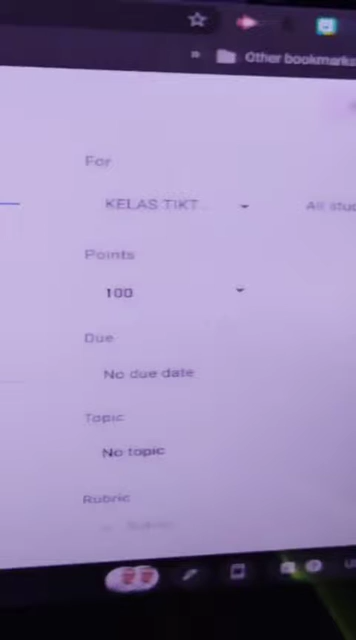 Other bookmarks
For
KELAS TIKT...
All stud
Points
100
Due
No due date
Topic
No topic
Rubric